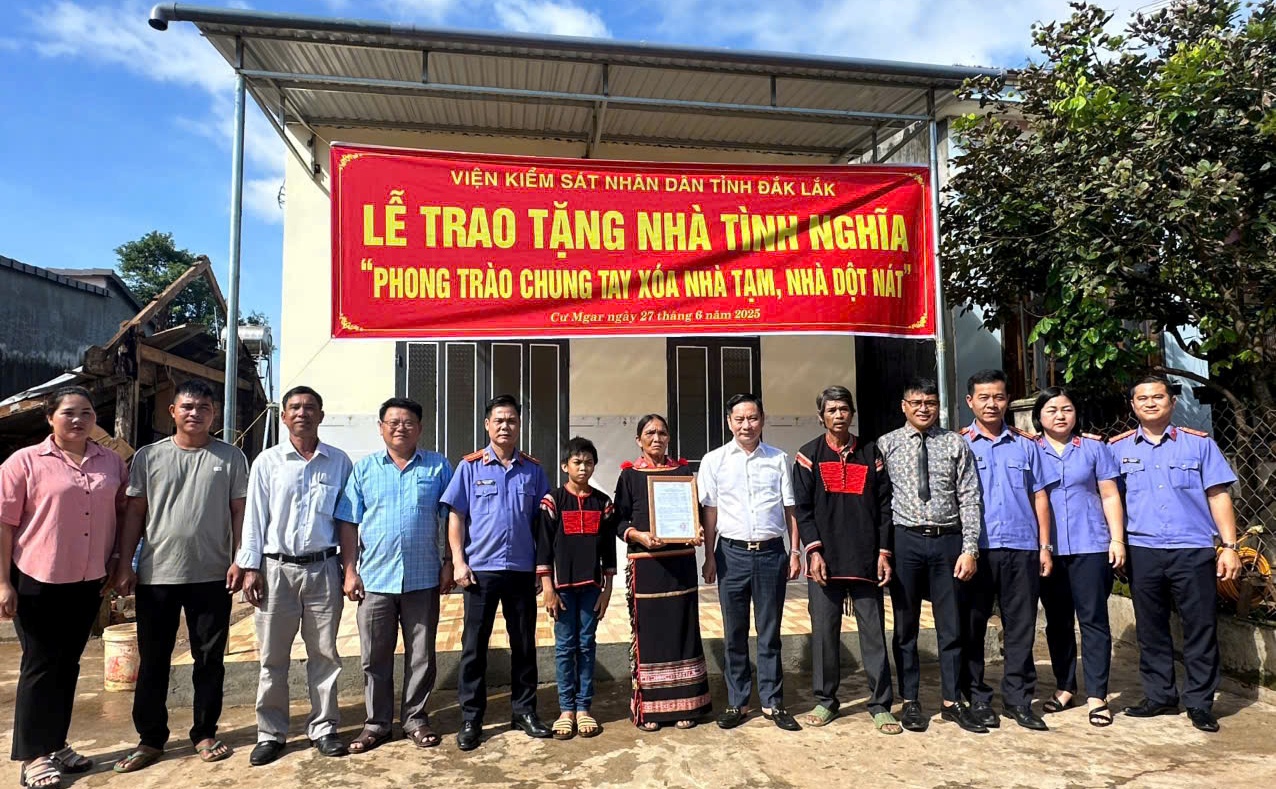 VIỆN KIỂM SÁT NHÂN DÂN TỈNH ĐẮK LẮK
LỄ TRAO TẶNG NHÀ TÌNH NGHĨA
“PHONG TRÀO CHUNG TAY XÓA NHÀ TẠM, NHÀ DỘT NÁT”
Cư Mgar ngày 27 tháng 6 năm 2025